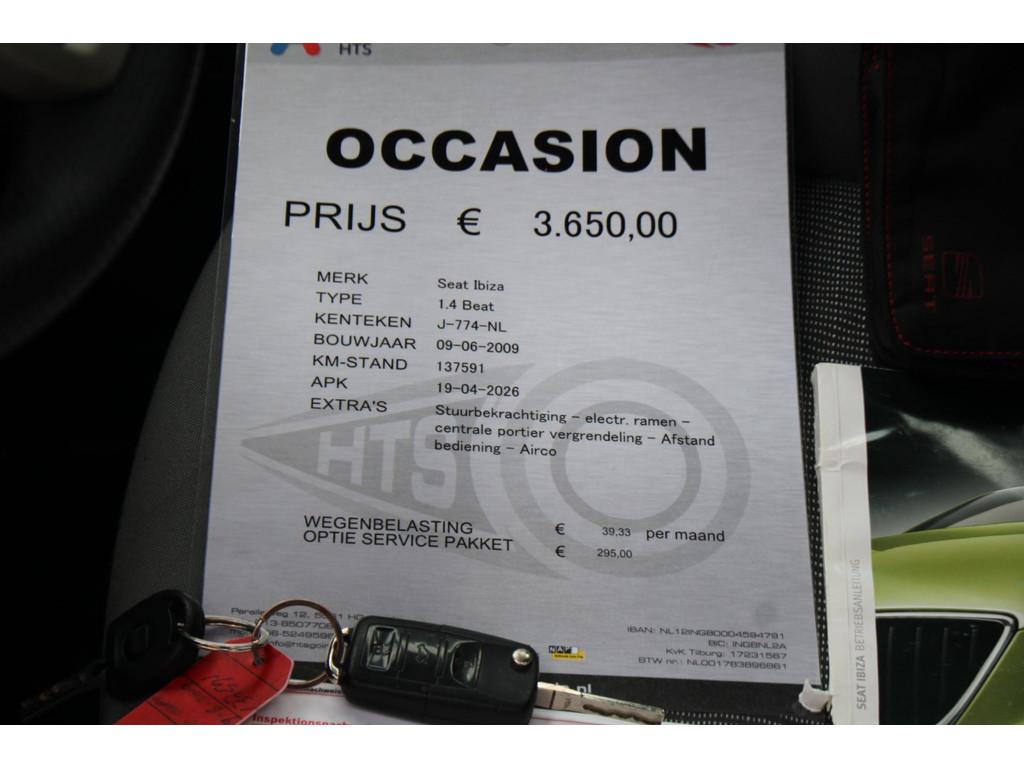 HTS
OCCASION
PRIJS € 3.650,00
MERK Seat Ibiza
TYPE 1.4 Beat
KENTEKEN J-774-NL
BOUWJAAR 09-06-2009
KM-STAND 137591
APK 19-04-2026
EXTRA'S Stuurbekrachtiging – electr. ramen –
centrale portier vergrendeling – Afstand
bediening – Airco
HTS
WEGENBELASTING € 39,33 per maand
OPTIE SERVICE PAKKET € 295,00
IBAN: NL12INGB0004594791
BIC: INGBNL2A
KvK Tilburg: 17231567
BTW nr.: NL001783896B61
NAP
SEAT
SEAT IBIZA BETRIEBSANLEITUNG